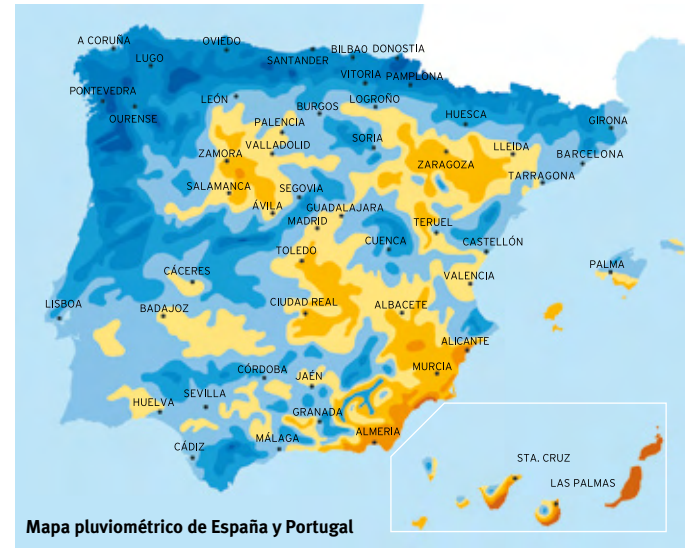 A CORUÑA
OVIEDO
BILBAO DONOSTIA
LUGO
SANTANDER
VITORIA PAMPLONA
PONTEVEDRA
LEÓN
BURGOS
LOGROÑO
OURENSE
HUESCA
GIRONA
PALENCIA
SORIA
ZAMORA
VALLADOLID
LLEIDA
ZARAGOZA
BARCELONA
TARRAGONA
SALAMANCA
SEGOVIA
ÁVILA
GUADALAJARA
MADRID
TERUEL
CUENCA
CASTELLÓN
TOLEDO
PALMA
CÁCERES
VALENCIA
LISBOA
BADAJOZ
CIUDAD REAL
ALBACETE
ALICANTE
MURCIA
CÓRDOBA
JAÉN
SEVILLA
HUELVA
GRANADA
ALMERÍA
CÁDIZ
MÁLAGA
STA. CRUZ
LAS PALMAS
Mapa pluviométrico de España y Portugal